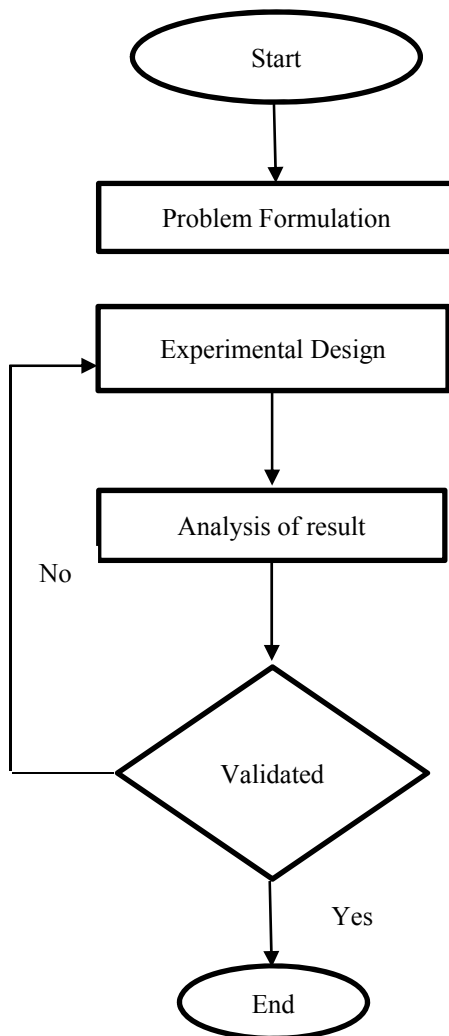 Start
Problem Formulation
Experimental Design
Analysis of result
No
Validated
Yes
End